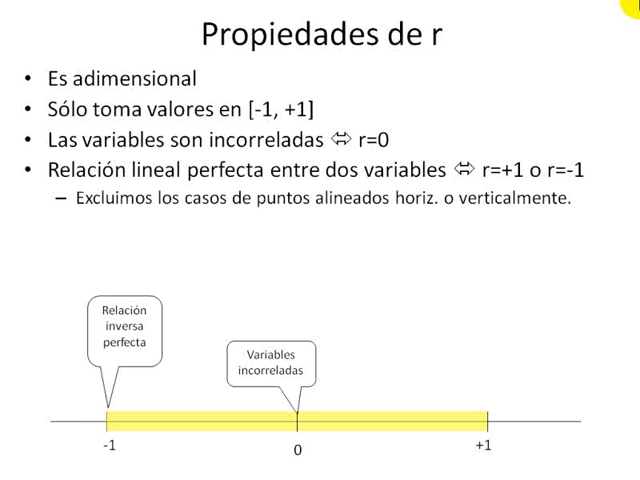 Propiedades de r
• Es adimensional
• Sólo toma valores en [-1, +1]
• Las variables son incorreladas ⇔ r=0
• Relación lineal perfecta entre dos variables ⇔ r=+1 o r=-1
– Excluimos los casos de puntos alineados horiz. o verticalmente.
Relación
inversa
perfecta
Variables
incorreladas
-1
0
+1